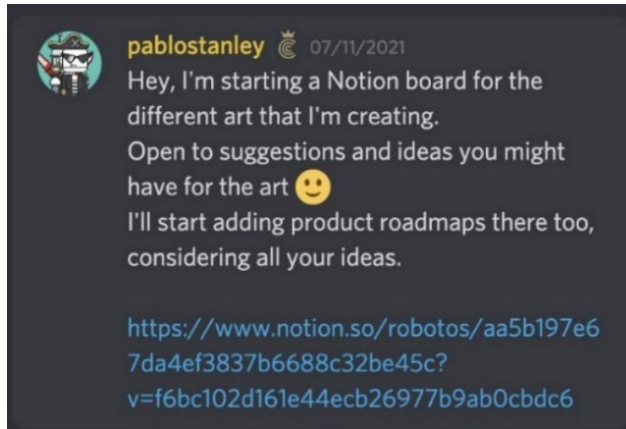 pablostanley 07/11/2021
Hey, I'm starting a Notion board for the
different art that I'm creating.
Open to suggestions and ideas you might
have for the art 🙂
I'll start adding product roadmaps there too,
considering all your ideas.
https://www.notion.so/robotos/aa5b197e6
7da4ef3837b6688c32be45c?
v=f6bc102d161e44ecb26977b9ab0cbdc6